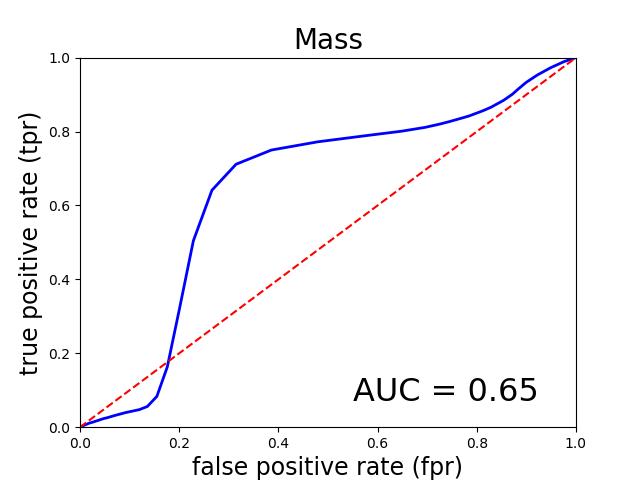 Mass
true positive rate (tpr)
1.0
0.8
0.6
0.4
0.2
0.0
AUC = 0.65
0.0 0.2 0.4 0.6 0.8 1.0
false positive rate (fpr)